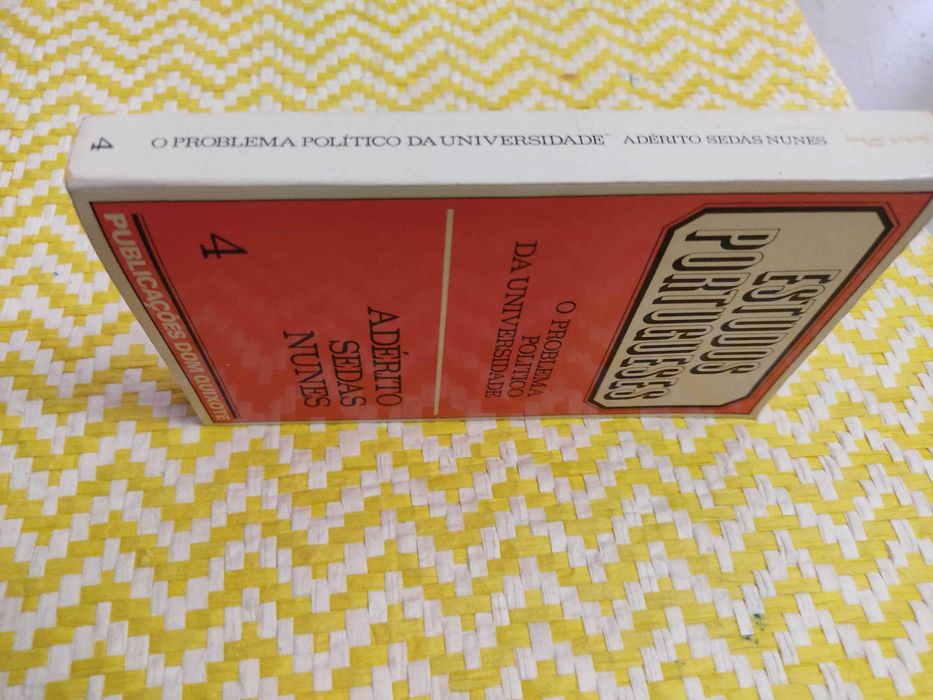 4 O PROBLEMA POLÍTICO DA UNIVERSIDADE ADÉRITO SEDAS NUNES
ESTUDOS
PORTUGUESES
O PROBLEMA
POLÍTICO
DA UNIVERSIDADE
ADÉRITO
SEDAS
NUNES
4
PUBLICAÇÕES DOM QUIXOTE